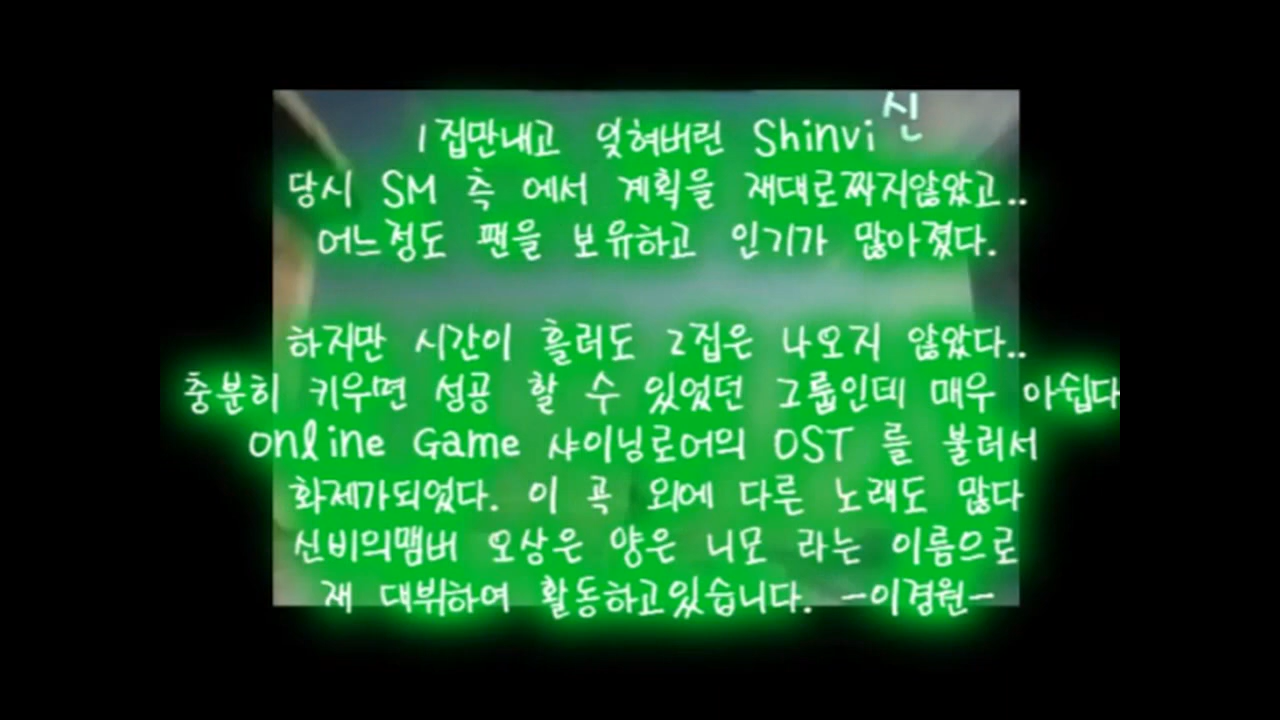 신
1집만내고 잊혀버린 Shinvi
당시 SM 측 에서 계획을 재대로짜지않았고..
어느정도 팬을 보유하고 인기가 많아졌다.
하지만 시간이 흘러도 2집은 나오지 않았다..
충분히 키우면 성공 할 수 있었던 그룹인데 매우 아쉽다
online Game 샤이닝로어의 OST 를 불러서
화제가되었다. 이 곡 외에 다른 노래도 많다
신비의맴버 오상은 양은 니모 라는 이름으로
재 대뷔하여 활동하고있습니다. -이경원-